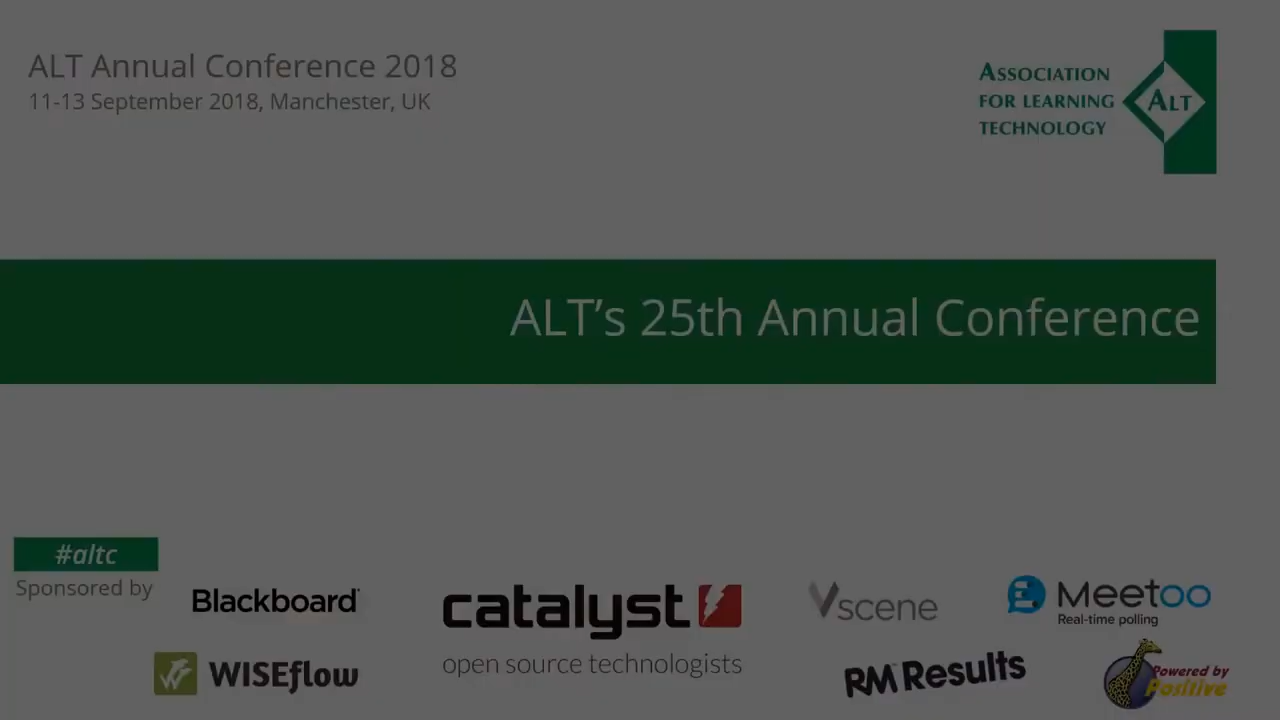 ALT Annual Conference 2018
11-13 September 2018, Manchester, UK
ASSOCIATION
FOR LEARNING
TECHNOLOGY
ALT
ALT’s 25th Annual Conference
#altc
Sponsored by
Blackboard
catalyst
open source technologists
Vscene
Meetoo
Real-time polling
WISEflow
RM Results
Powered by
Positive